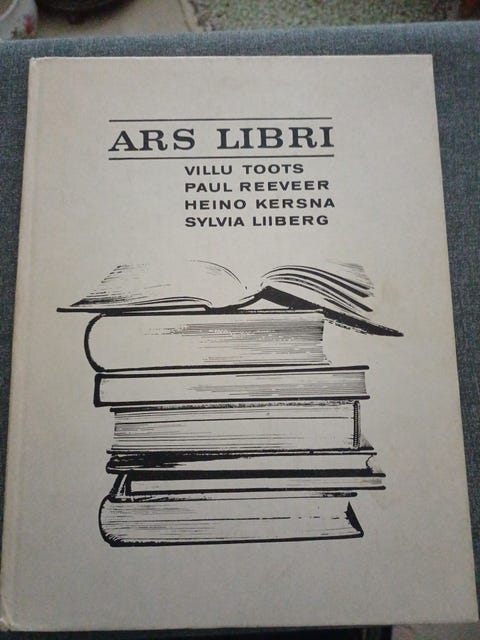 ARS LIBRI
VILLU TOOTS
PAUL REEVEER
HEINO KERSNA
SYLVIA LIIBERG